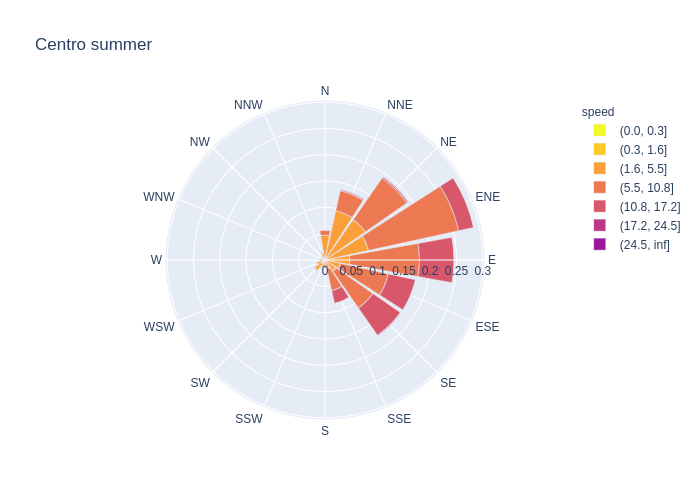 Centro summer
N
NNE
NE
ENE
E
ESE
SE
SSE
S
SSW
SW
WSW
W
WNW
NW
NNW
0 0.05 0.1 0.15 0.2 0.25 0.3
speed
(0.0, 0.3]
(0.3, 1.6]
(1.6, 5.5]
(5.5, 10.8]
(10.8, 17.2]
(17.2, 24.5]
(24.5, inf]